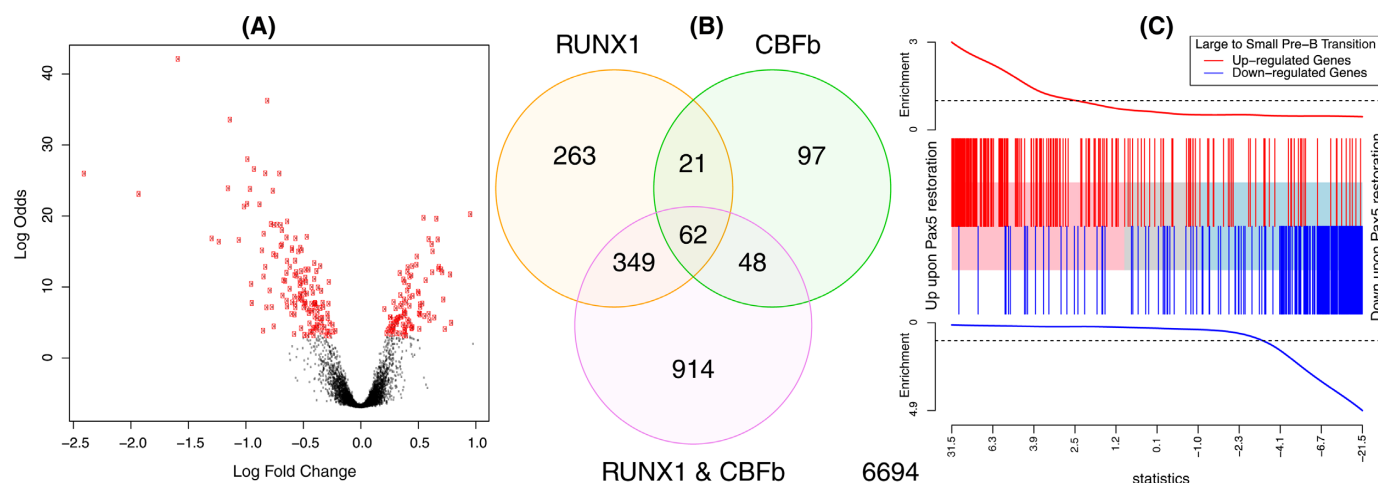 (A)
Log Odds
40
30
20
10
0
−2.5 −2.0 −1.5 −1.0 −0.5 0.0 0.5 1.0
Log Fold Change
(B)
RUNX1 CBFb
263 21 97
62
349 48
914
RUNX1 & CBFb 6694
(C)
Large to Small Pre−B Transition
Up−regulated Genes
Down−regulated Genes
Enrichment
3
0
Up upon Pax5 restoration
Down upon Pax5 restoration
Enrichment
0
4.9
31.5 6.3 3.9 2.5 1.2 0.1 −1.0 −2.3 −4.1 −6.7 −21.5
statistics